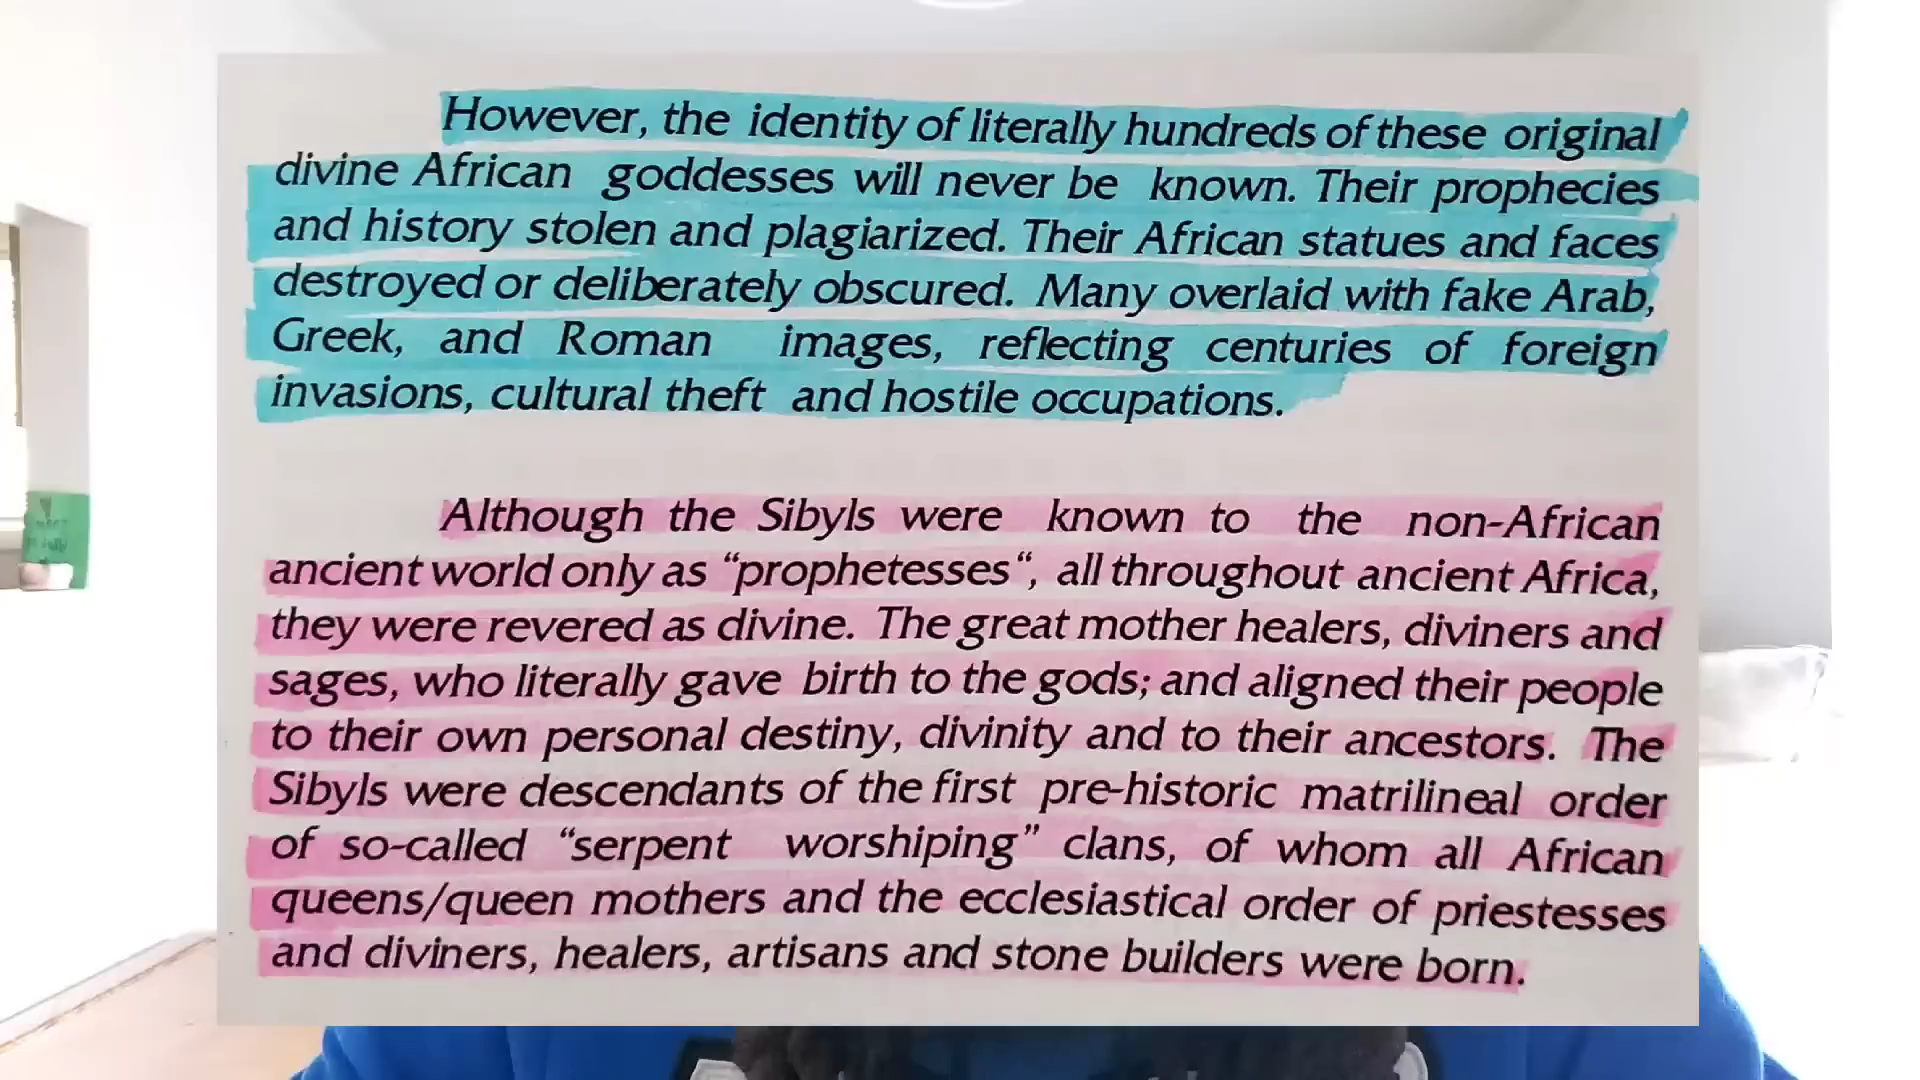 However, the identity of literally hundreds of these original
divine African goddesses will never be known. Their prophecies
and history stolen and plagiarized. Their African statues and faces
destroyed or deliberately obscured. Many overlaid with fake Arab,
Greek, and Roman images, reflecting centuries of foreign
invasions, cultural theft and hostile occupations.
Although the Sibyls were known to the non-African
ancient world only as “prophetesses“, all throughout ancient Africa,
they were revered as divine. The great mother healers, diviners and
sages, who literally gave birth to the gods; and aligned their people
to their own personal destiny, divinity and to their ancestors. The
Sibyls were descendants of the first pre-historic matrilineal order
of so-called “serpent worshiping” clans, of whom all African
queens/queen mothers and the ecclesiastical order of priestesses
and diviners, healers, artisans and stone builders were born.